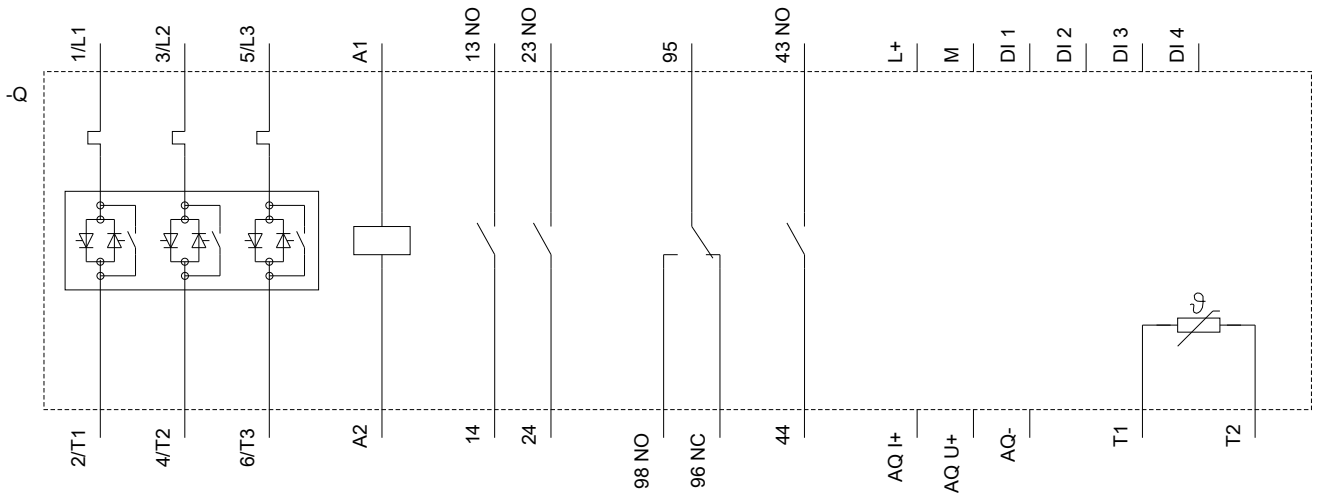 1/L1
3/L2
5/L3
A1
13 NO
23 NO
95
43 NO
L+
M
DI 1
DI 2
DI 3
DI 4
-Q
ϑ
2/T1
4/T2
6/T3
A2
14
24
98 NO
96 NC
44
AQ I+
AQ U+
AQ-
T1
T2